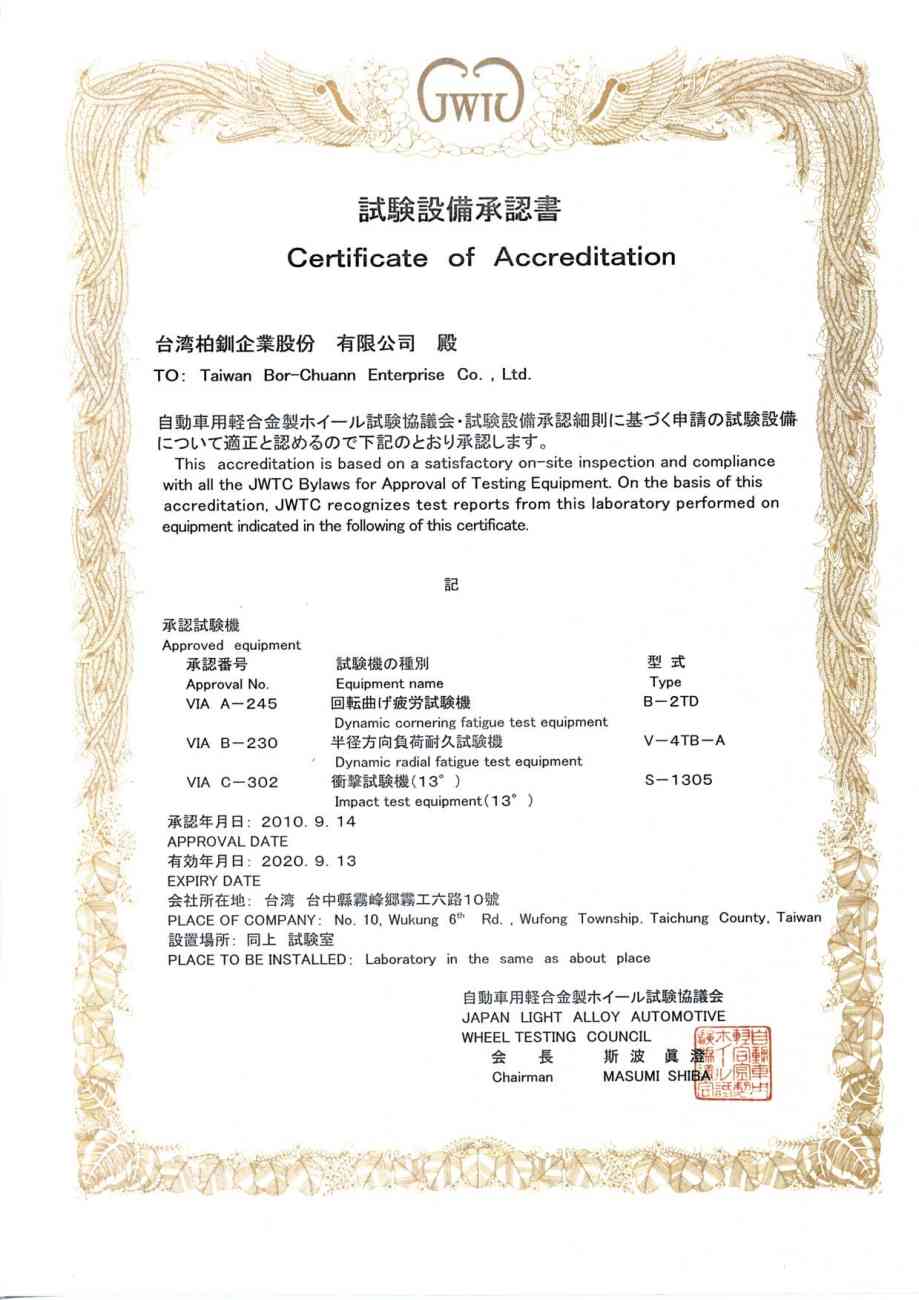 JWTC
試験設備承認書
Certificate of Accreditation
台湾柏釧企業股份 有限公司 殿
TO: Taiwan Bor-Chuann Enterprise Co. , Ltd.
自動車用軽合金製ホイール試験協議会・試験設備承認細則に基づく申請の試験設備
について適正と認めるので下記のとおり承認します。
This accreditation is based on a satisfactory on-site inspection and compliance
with all the JWTC Bylaws for Approval of Testing Equipment. On the basis of this
accreditation, JWTC recognizes test reports from this laboratory performed on
equipment indicated in the following of this certificate.
記
承認試験機
Approved equipment
承認番号 試験機の種別 型 式
Approval No. Equipment name Type
VIA A-245 回転曲げ疲労試験機 B-2TD
Dynamic cornering fatigue test equipment
VIA B-230 半径方向負荷耐久試験機 V-4TB-A
Dynamic radial fatigue test equipment
VIA C-302 衝撃試験機(13°) S-1305
Impact test equipment(13°)
承認年月日: 2010. 9. 14
APPROVAL DATE
有効年月日: 2020. 9. 13
EXPIRY DATE
会社所在地: 台湾 台中縣霧峰郷霧工六路10號
PLACE OF COMPANY: No. 10, Wukung 6th Rd. , Wufong Township. Taichung County, Taiwan
設置場所: 同上 試験室
PLACE TO BE INSTALLED: Laboratory in the same as about place
自動車用軽合金製ホイール試験協議会
JAPAN LIGHT ALLOY AUTOMOTIVE
WHEEL TESTING COUNCIL
会 長 斯 波 眞 澄
Chairman MASUMI SHIBA